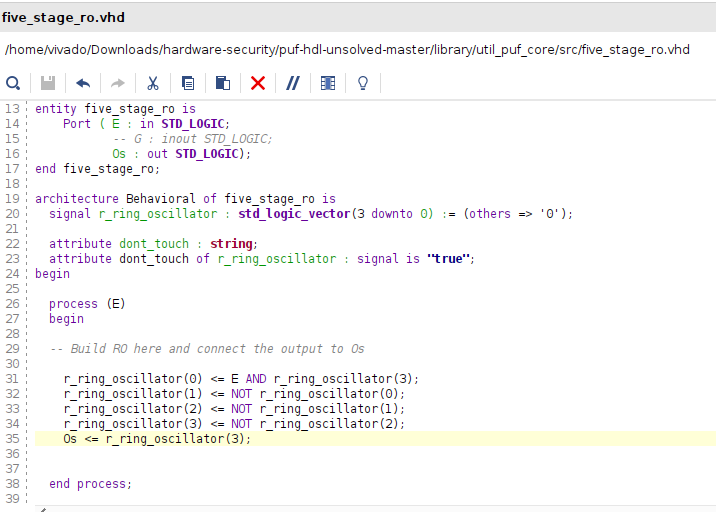 five_stage_ro.vhd
/home/vivado/Downloads/hardware-security/puf-hdl-unsolved-master/library/util_puf_core/src/five_stage_ro.vhd
13 entity five_stage_ro is
14     Port ( E : in STD_LOGIC;
15            -- G : inout STD_LOGIC;
16            Os : out STD_LOGIC);
17 end five_stage_ro;
18
19 architecture Behavioral of five_stage_ro is
20   signal r_ring_oscillator : std_logic_vector(3 downto 0) := (others => '0');
21
22   attribute dont_touch : string;
23   attribute dont_touch of r_ring_oscillator : signal is "true";
24 begin
25
26   process (E)
27   begin
28
29   -- Build RO here and connect the output to Os
30
31     r_ring_oscillator(0) <= E AND r_ring_oscillator(3);
32     r_ring_oscillator(1) <= NOT r_ring_oscillator(0);
33     r_ring_oscillator(2) <= NOT r_ring_oscillator(1);
34     r_ring_oscillator(3) <= NOT r_ring_oscillator(2);
35     Os <= r_ring_oscillator(3);
36
37
38   end process;
39